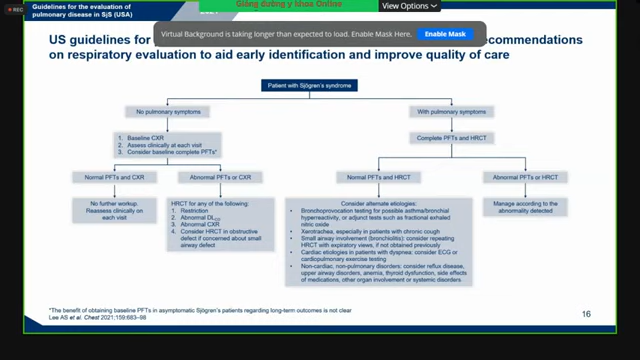 REC
Guidelines for the evaluation of
pulmonary disease in SjS (USA)
Giảng đường y khoa Online
View Options
US guidelines for
ecommendations
Virtual Background is taking longer than expected to load. Enable Mask Here.
Enable Mask
on respiratory evaluation to aid early identification and improve quality of care
Patient with Sjögren's syndrome
No pulmonary symptoms
With pulmonary symptoms
1. Baseline CXR
2. Assess clinically at each visit
3. Consider baseline complete PFTs*
Complete PFTs and HRCT
Normal PFTs and CXR
Abnormal PFTs or CXR
Normal PFTs and HRCT
Abnormal PFTs or HRCT
No further workup.
Reassess clinically on
each visit
HRCT for any of the following:
1. Restriction
2. Abnormal DLCO
3. Abnormal CXR
4. Consider HRCT in obstructive
defect if concerned about small
airway defect
Consider alternate etiologies:
• Bronchoprovocation testing for possible asthma/bronchial
hyperreactivity, or adjunct tests such as fractional exhaled
nitric oxide
• Xerotrachea, especially in patients with chronic cough
• Small airway involvement (bronchiolitis): consider repeating
HRCT with expiratory views, if not obtained previously
• Cardiac etiologies in patients with dyspnea: consider ECG or
cardiopulmonary exercise testing
• Non-cardiac, non-pulmonary disorders: consider reflux disease,
upper airway disorders, anemia, thyroid dysfunction, side effects
of medications, other organ involvement or systemic disorders.
Manage according to the
abnormality detected
*The benefit of obtaining baseline PFTs in asymptomatic Sjögren's patients regarding long-term outcomes is not clear
Lee AS et al. Chest 2021;159:683–98
16